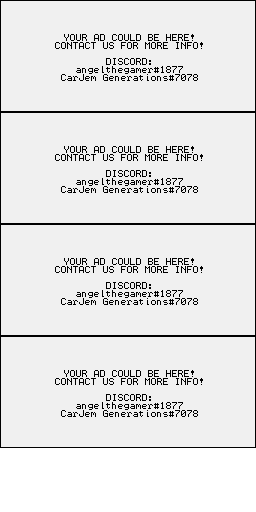 YOUR AD COULD BE HERE!
CONTACT US FOR MORE INFO!
DISCORD:
angelthegamer#1877
CarJem Generations#7078
YOUR AD COULD BE HERE!
CONTACT US FOR MORE INFO!
DISCORD:
angelthegamer#1877
CarJem Generations#7078
YOUR AD COULD BE HERE!
CONTACT US FOR MORE INFO!
DISCORD:
angelthegamer#1877
CarJem Generations#7078
YOUR AD COULD BE HERE!
CONTACT US FOR MORE INFO!
DISCORD:
angelthegamer#1877
CarJem Generations#7078